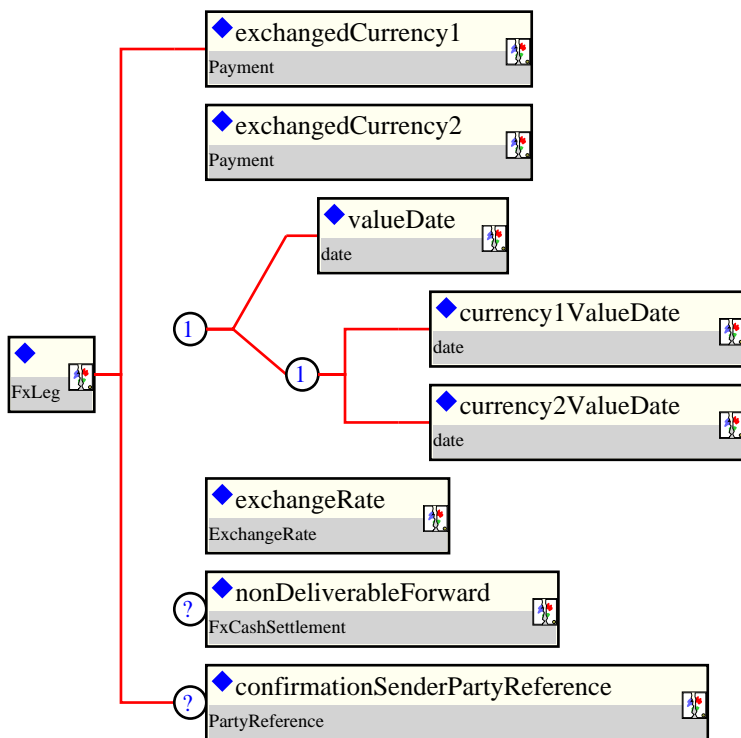 exchangedCurrency1
Payment
exchangedCurrency2
Payment
valueDate
date
1
currency1ValueDate
date
1
FxLeg
currency2ValueDate
date
exchangeRate
ExchangeRate
?
nonDeliverableForward
FxCashSettlement
?
confirmationSenderPartyReference
PartyReference